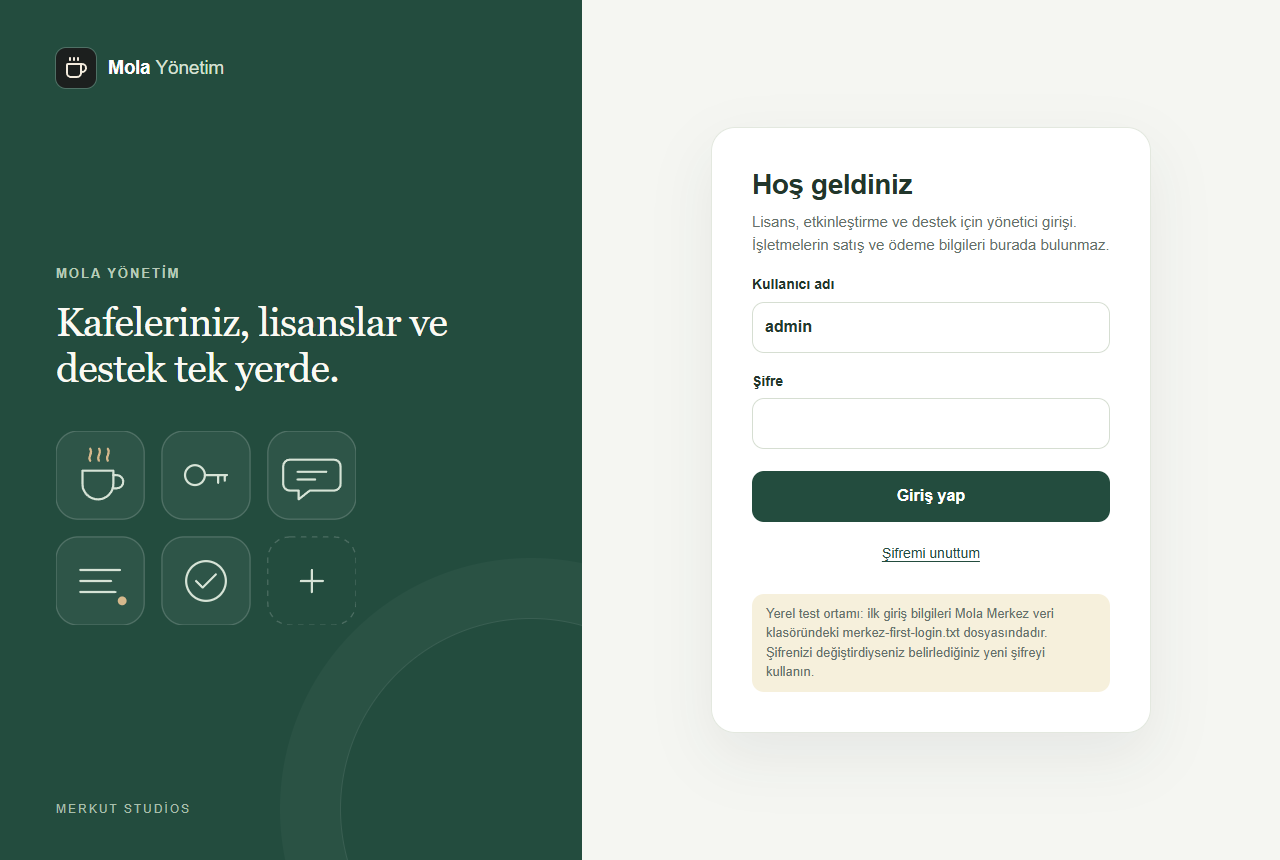 Mola Yönetim
MOLA YÖNETİM
Kafeleriniz, lisanslar ve
destek tek yerde.
MERKUT STUDİOS
Hoş geldiniz
Lisans, etkinleştirme ve destek için yönetici girişi.
İşletmelerin satış ve ödeme bilgileri burada bulunmaz.
Kullanıcı adı
admin
Şifre
Giriş yap
Şifremi unuttum
Yerel test ortamı: ilk giriş bilgileri Mola Merkez veri
klasöründeki merkez-first-login.txt dosyasındadır.
Şifrenizi değiştirdiyseniz belirlediğiniz yeni şifreyi
kullanın.